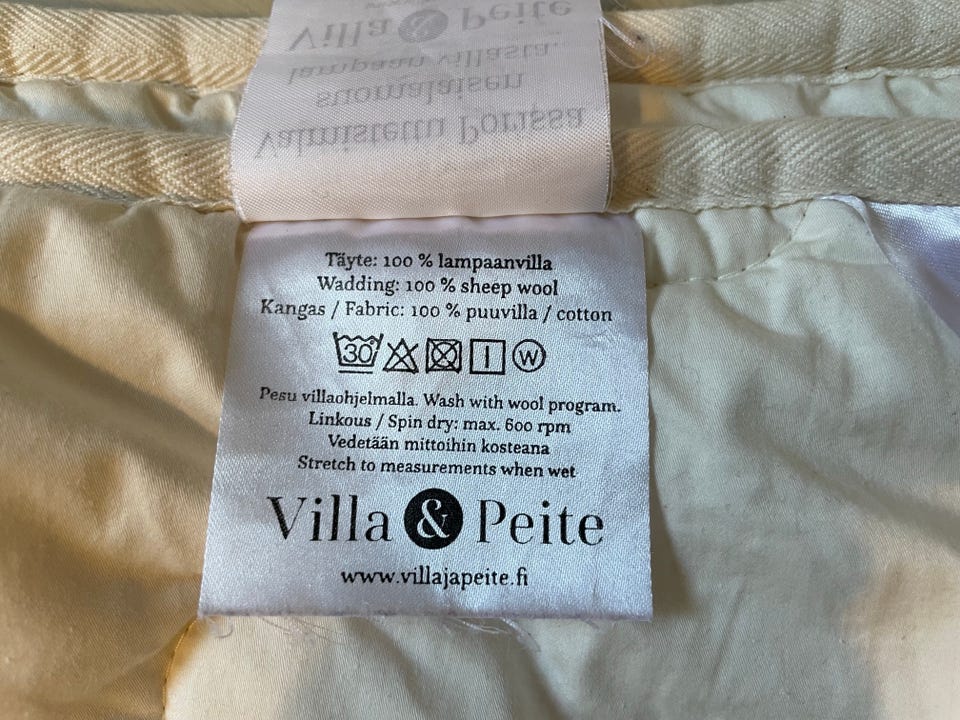 Villa & Peite
lampaan villasta.
suomalaisen
Valmistettu Porissa
Täyte: 100 % lampaanvilla
Wadding: 100 % sheep wool
Kangas / Fabric: 100 % puuvilla / cotton
30
W
Pesu villaohjelmalla. Wash with wool program.
Linkous / Spin dry: max. 600 rpm
Vedetään mittoihin kosteana
Stretch to measurements when wet
Villa & Peite
www.villajapeite.fi